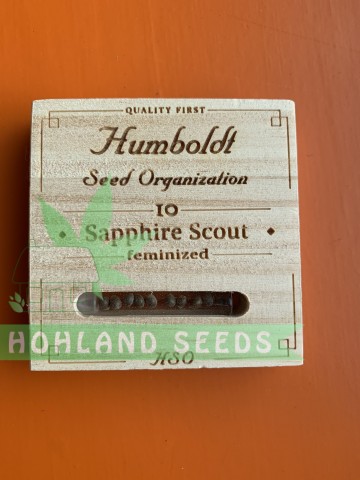 QUALITY FIRST
Humboldt
Seed Organization
10
Sapphire Scout
feminized
HOHLAND SEEDS
HSO